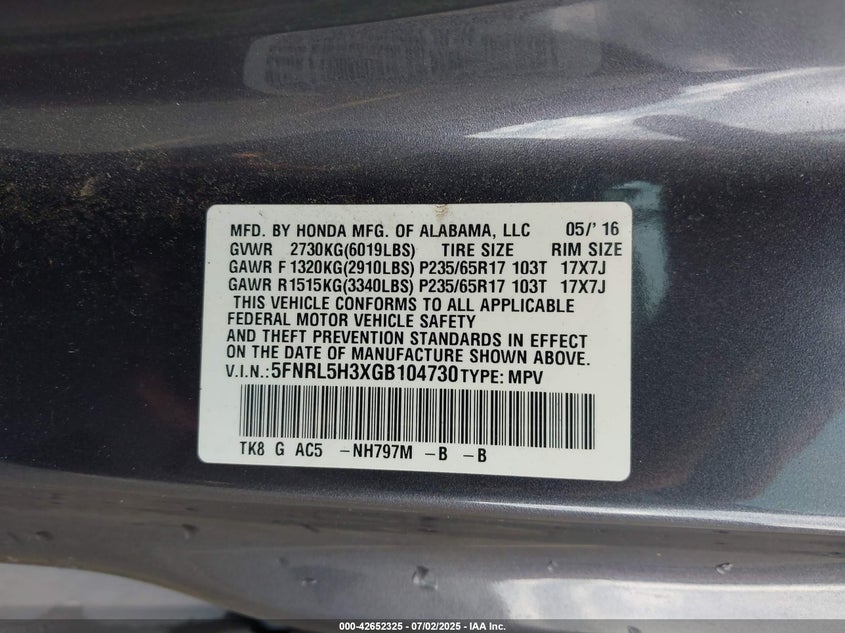 MFD. BY HONDA MFG. OF ALABAMA, LLC 05/' 16
GVWR 2730KG(6019LBS) TIRE SIZE RIM SIZE
GAWR F 1320KG(2910LBS) P235/65R17 103T 17X7J
GAWR R1515KG(3340LBS) P235/65R17 103T 17X7J
THIS VEHICLE CONFORMS TO ALL APPLICABLE
FEDERAL MOTOR VEHICLE SAFETY
AND THEFT PREVENTION STANDARDS IN EFFECT
ON THE DATE OF MANUFACTURE SHOWN ABOVE.
V.I.N.: 5FNRL5H3XGB104730 TYPE: MPV
TK8 G AC5 -NH797M -B -B
000-42652325 - 07/02/2025 - IAA Inc.